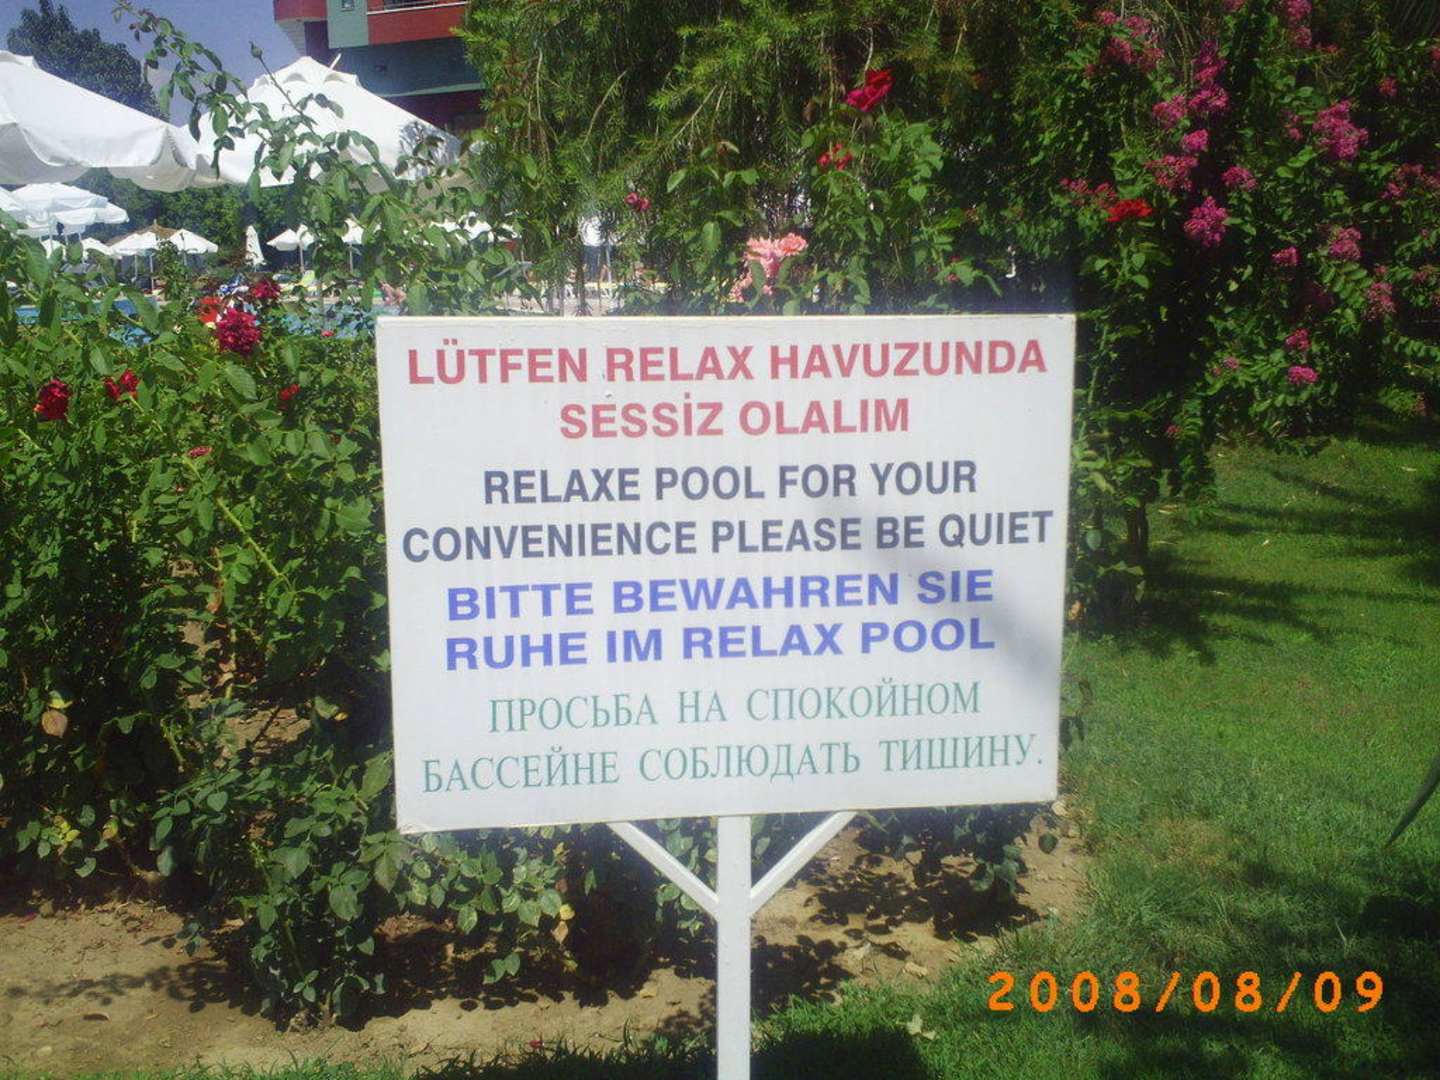 LÜTFEN RELAX HAVUZUNDA
SESSİZ OLALIM
RELAXE POOL FOR YOUR
CONVENIENCE PLEASE BE QUIET
BITTE BEWAHREN SIE
RUHE IM RELAX POOL
ПРОСЬБА НА СПОКОЙНОМ
БАССЕЙНЕ СОБЛЮДАТЬ ТИШИНУ.
2008/08/09